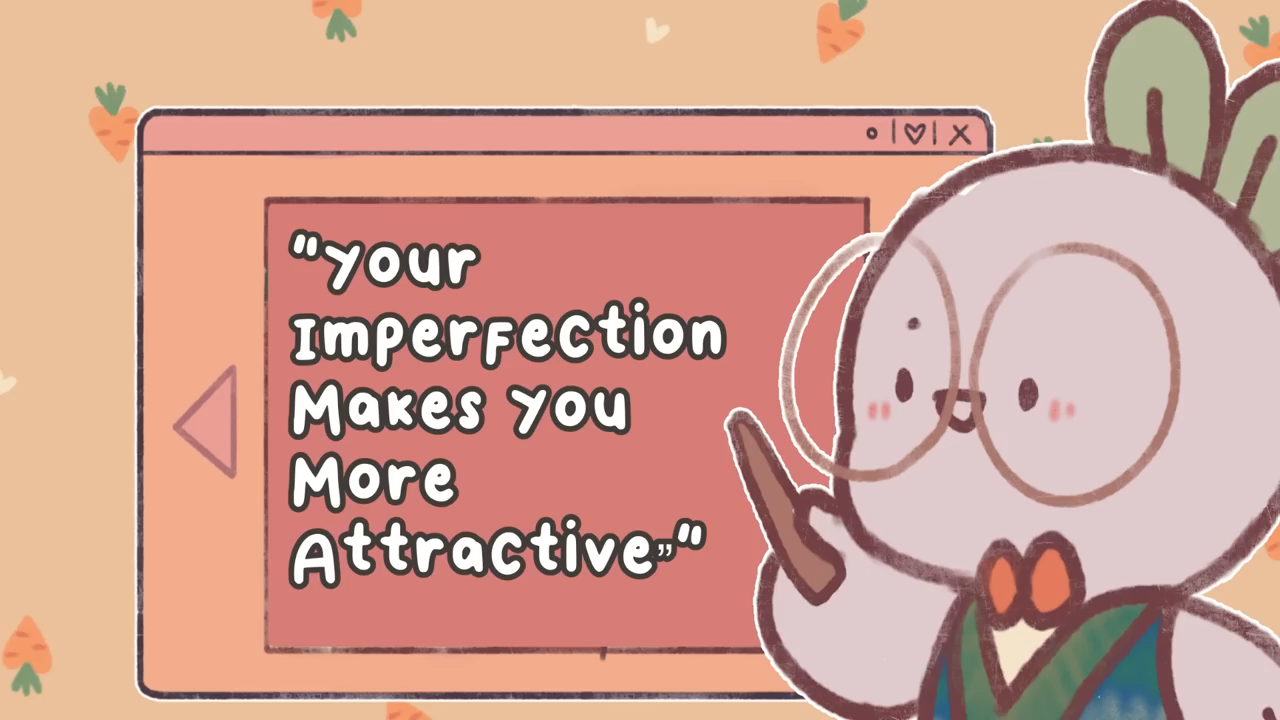 "Your
Imperfection
Makes You
More
Attractive”"